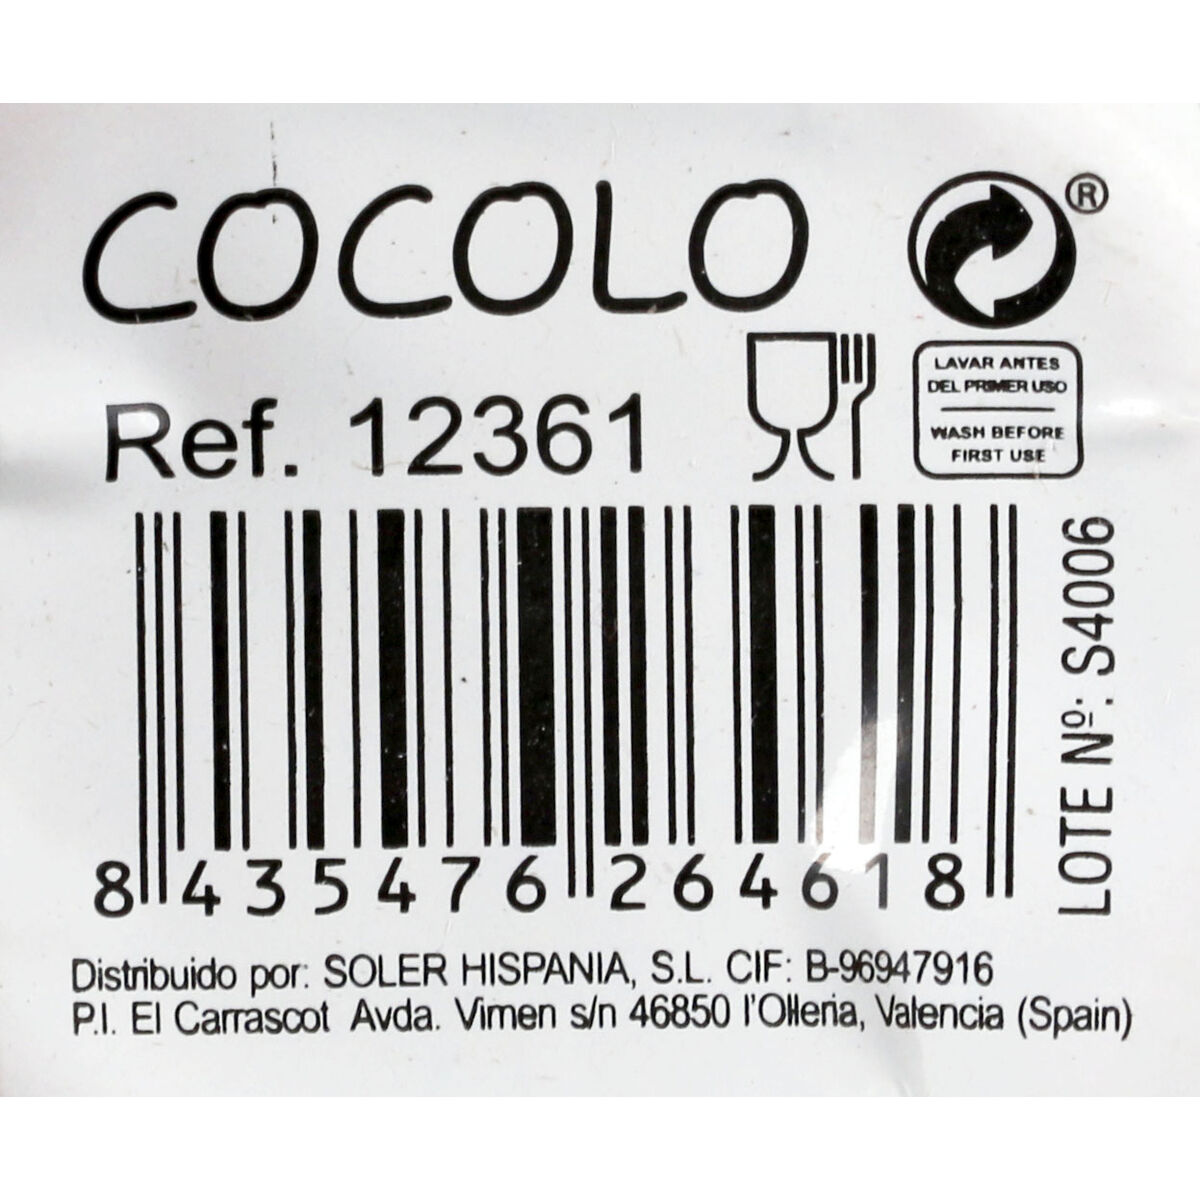 COCOLO ®
Ref. 12361
LAVAR ANTES
DEL PRIMER USO
WASH BEFORE
FIRST USE
8 435476 264618
LOTE Nº: S4006
Distribuido por: SOLER HISPANIA, S.L. CIF: B-96947916
P.I. El Carrascot Avda. Vimen s/n 46850 l'Olleria, Valencia (Spain)